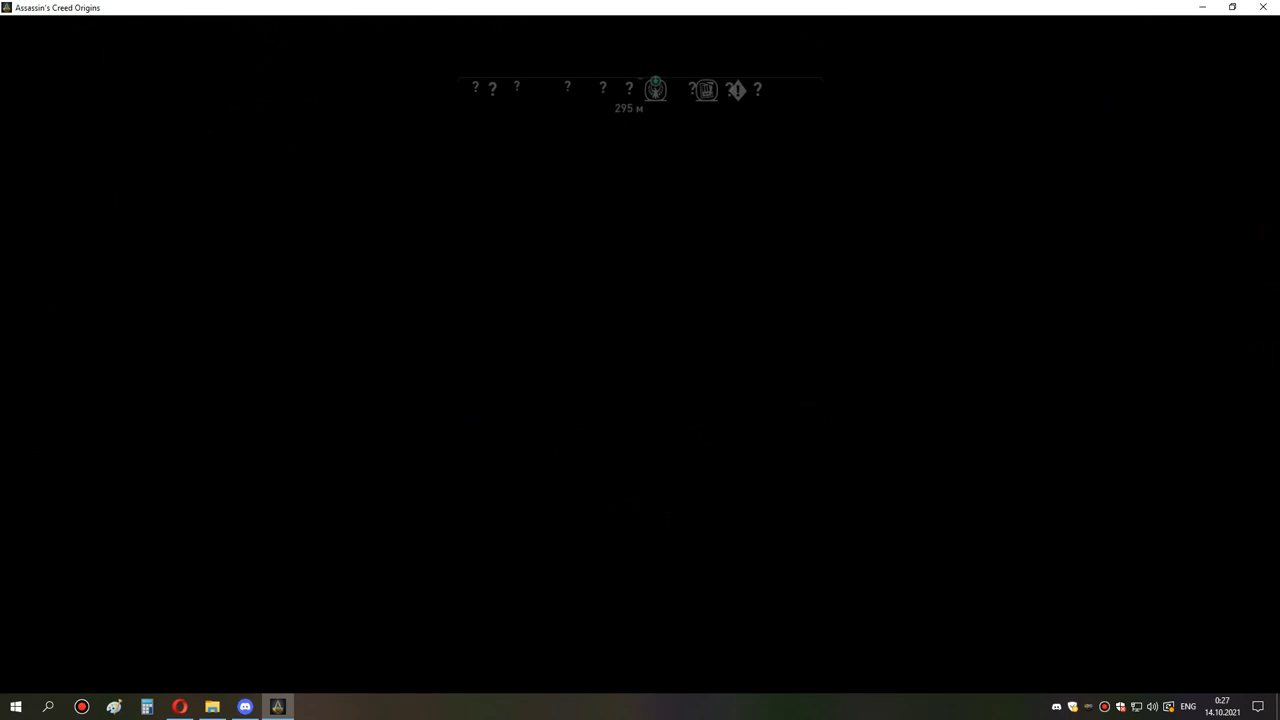 Assassin's Creed Origins
? ? ? ? ? ? ? ? ! ?
295 м
ENG
0:27
14.10.2021